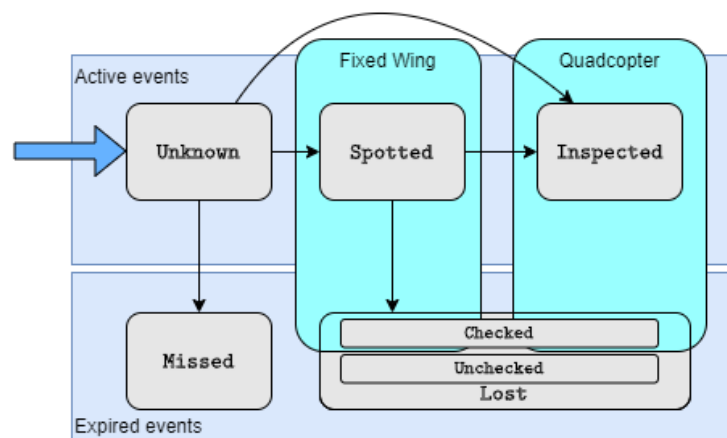 Fixed Wing
Quadcopter
Active events
Unknown
Spotted
Inspected
Checked
Missed
Unchecked
Lost
Expired events